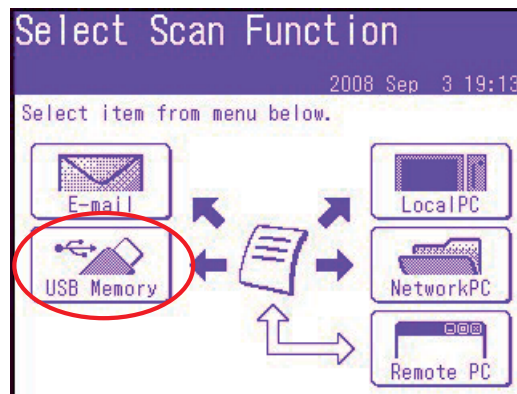 Select Scan Function
2008 Sep 3 19:13
Select item from menu below.
E-mail
LocalPC
USB Memory
NetworkPC
Remote PC